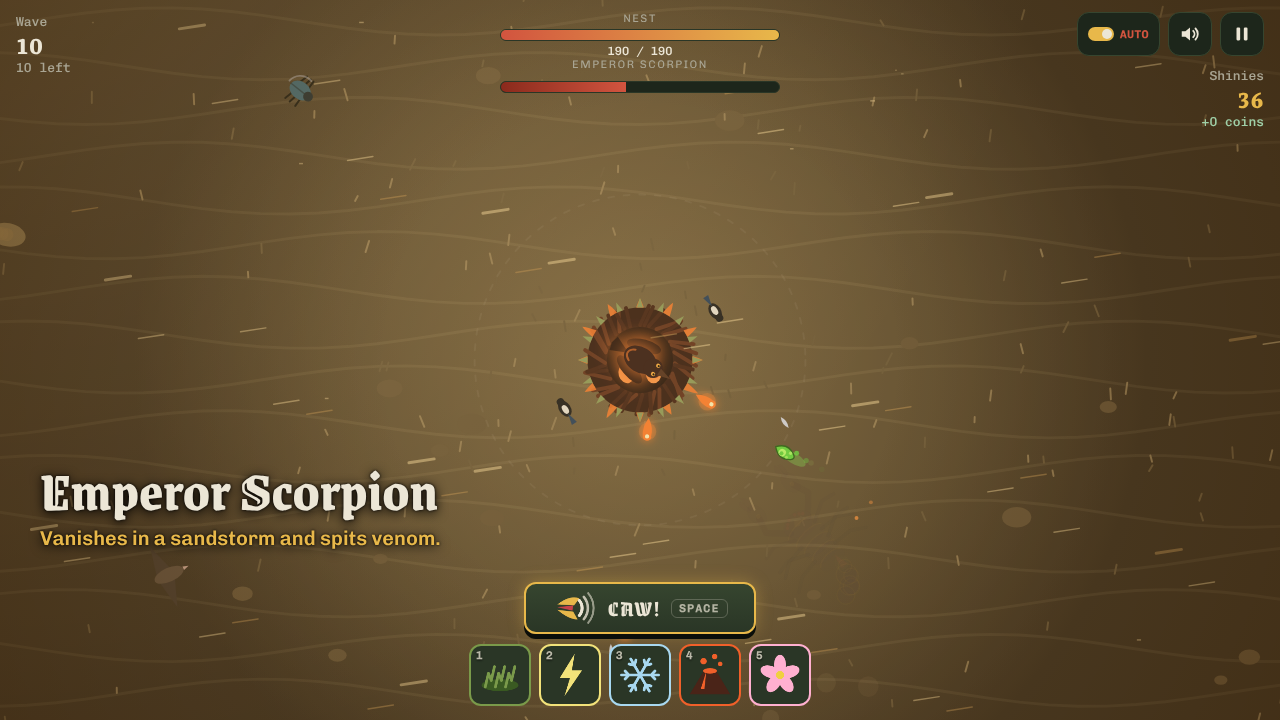 Wave
10
10 left
NEST
190 / 190
EMPEROR SCORPION
AUTO
Shinies
36
+0 coins
Emperor Scorpion
Vanishes in a sandstorm and spits venom.
CAW! SPACE
1 2 3 4 5